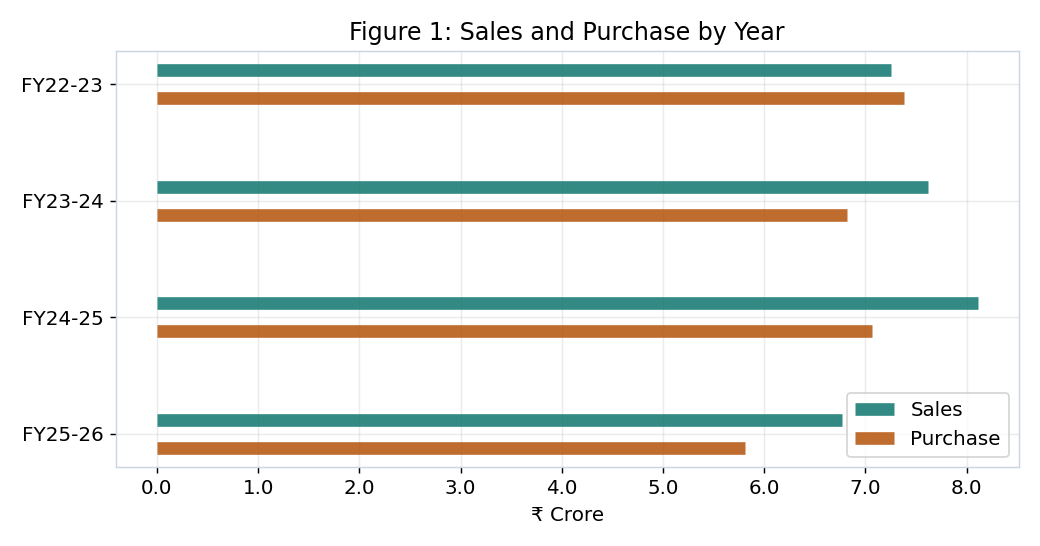 Figure 1: Sales and Purchase by Year
FY22-23
FY23-24
FY24-25
FY25-26
Sales
Purchase
0.0 1.0 2.0 3.0 4.0 5.0 6.0 7.0 8.0
₹ Crore